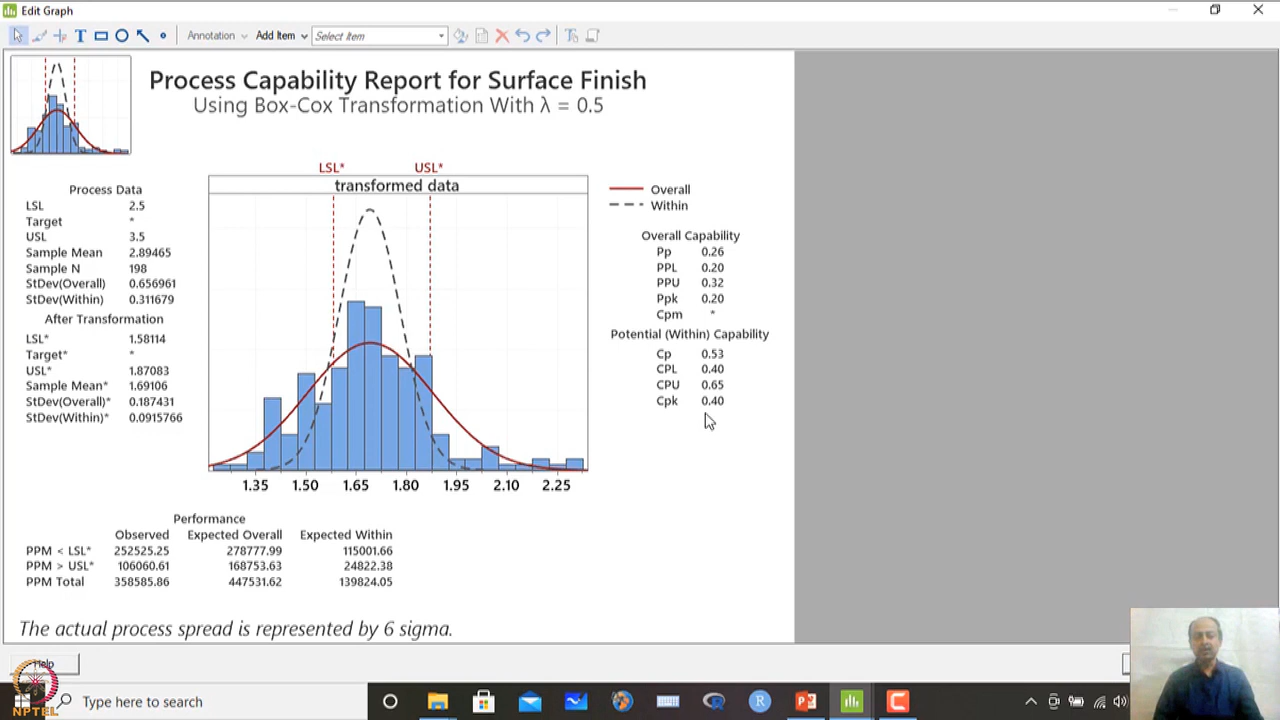 Edit Graph
T
Annotation
Add Item
Select Item
Process Capability Report for Surface Finish
Using Box-Cox Transformation With λ = 0.5
LSL* USL*
transformed data
Process Data
LSL 2.5
Target *
USL 3.5
Sample Mean 2.89465
Sample N 198
StDev(Overall) 0.656961
StDev(Within) 0.311679
After Transformation
LSL* 1.58114
Target* *
USL* 1.87083
Sample Mean* 1.69106
StDev(Overall)* 0.187431
StDev(Within)* 0.0915766
1.35 1.50 1.65 1.80 1.95 2.10 2.25
Overall
Within
Overall Capability
Pp 0.26
PPL 0.20
PPU 0.32
Ppk 0.20
Cpm *
Potential (Within) Capability
Cp 0.53
CPL 0.40
CPU 0.65
Cpk 0.40
Performance
Observed Expected Overall Expected Within
PPM < LSL* 252525.25 278777.99 115001.66
PPM > USL* 106060.61 168753.63 24822.38
PPM Total 358585.86 447531.62 139824.05
The actual process spread is represented by 6 sigma.
Help
NPTEL
Type here to search
R